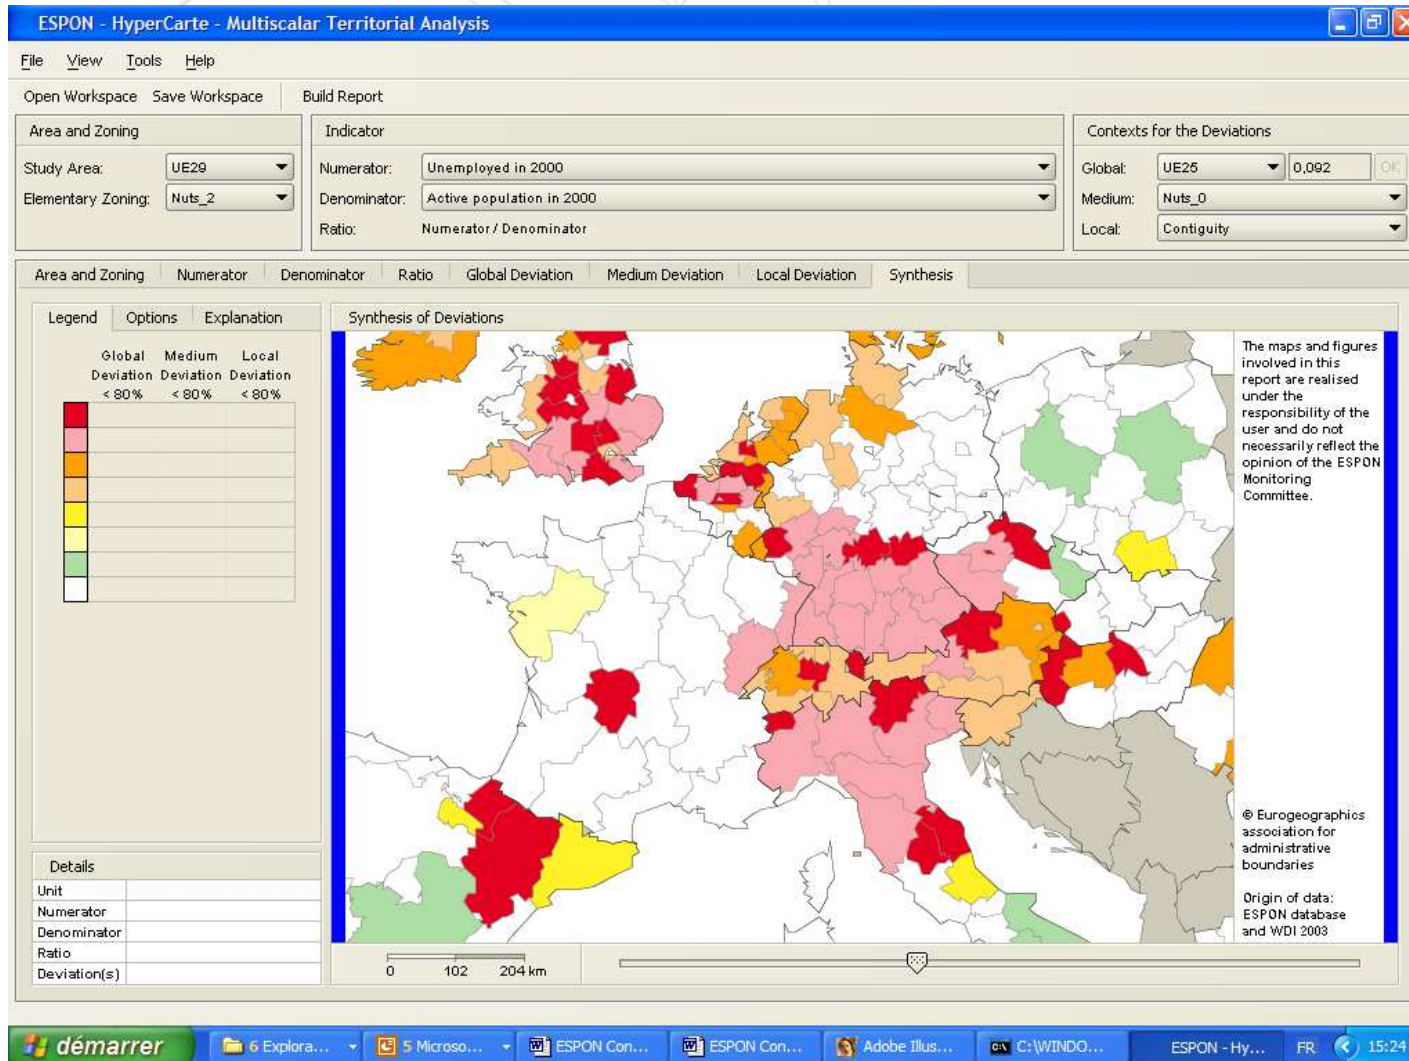 ESPON - HyperCarte - Multiscalar Territorial Analysis
File View Tools Help
Open Workspace Save Workspace Build Report
Area and Zoning
Study Area: UE29
Elementary Zoning: Nuts_2
Indicator
Numerator: Unemployed in 2000
Denominator: Active population in 2000
Ratio: Numerator / Denominator
Contexts for the Deviations
Global: UE25 0,092 OK
Medium: Nuts_0
Local: Contiguity
Area and Zoning Numerator Denominator Ratio Global Deviation Medium Deviation Local Deviation Synthesis
Legend Options Explanation
Global Medium Local
Deviation Deviation Deviation
< 80 % < 80 % < 80 %
Synthesis of Deviations
The maps and figures
involved in this
report are realised
under the
responsibility of the
user and do not
necessarily reflect the
opinion of the ESPON
Monitoring
Committee.
© Eurogeographics
association for
administrative
boundaries
Origin of data:
ESPON database
and WDI 2003
Details
Unit
Numerator
Denominator
Ratio
Deviation(s)
0 102 204 km
démarrer 6 Explora... 5 Microso... ESPON Con... ESPON Con... Adobe Illus... C:\WINDO... ESPON - Hy... FR 15:24